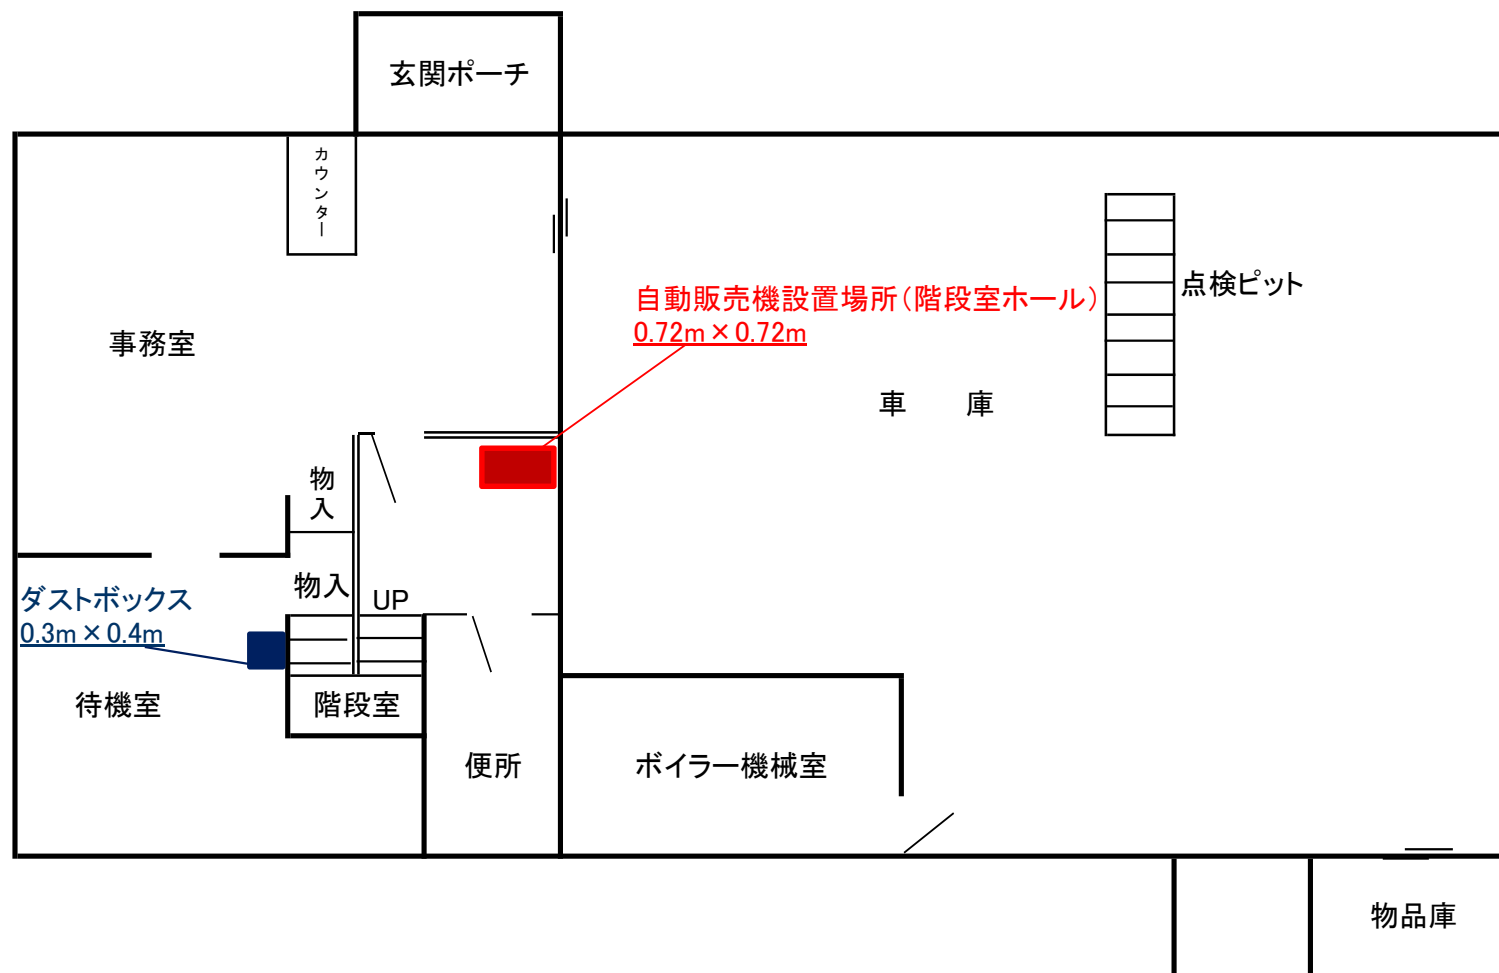 玄関ポーチ
カウンター
自動販売機設置場所（階段室ホール）
0.72m×0.72m
点検ピット
事務室
車　庫
物入
物入
UP
ダストボックス
0.3m×0.4m
待機室
階段室
便所
ボイラー機械室
物品庫